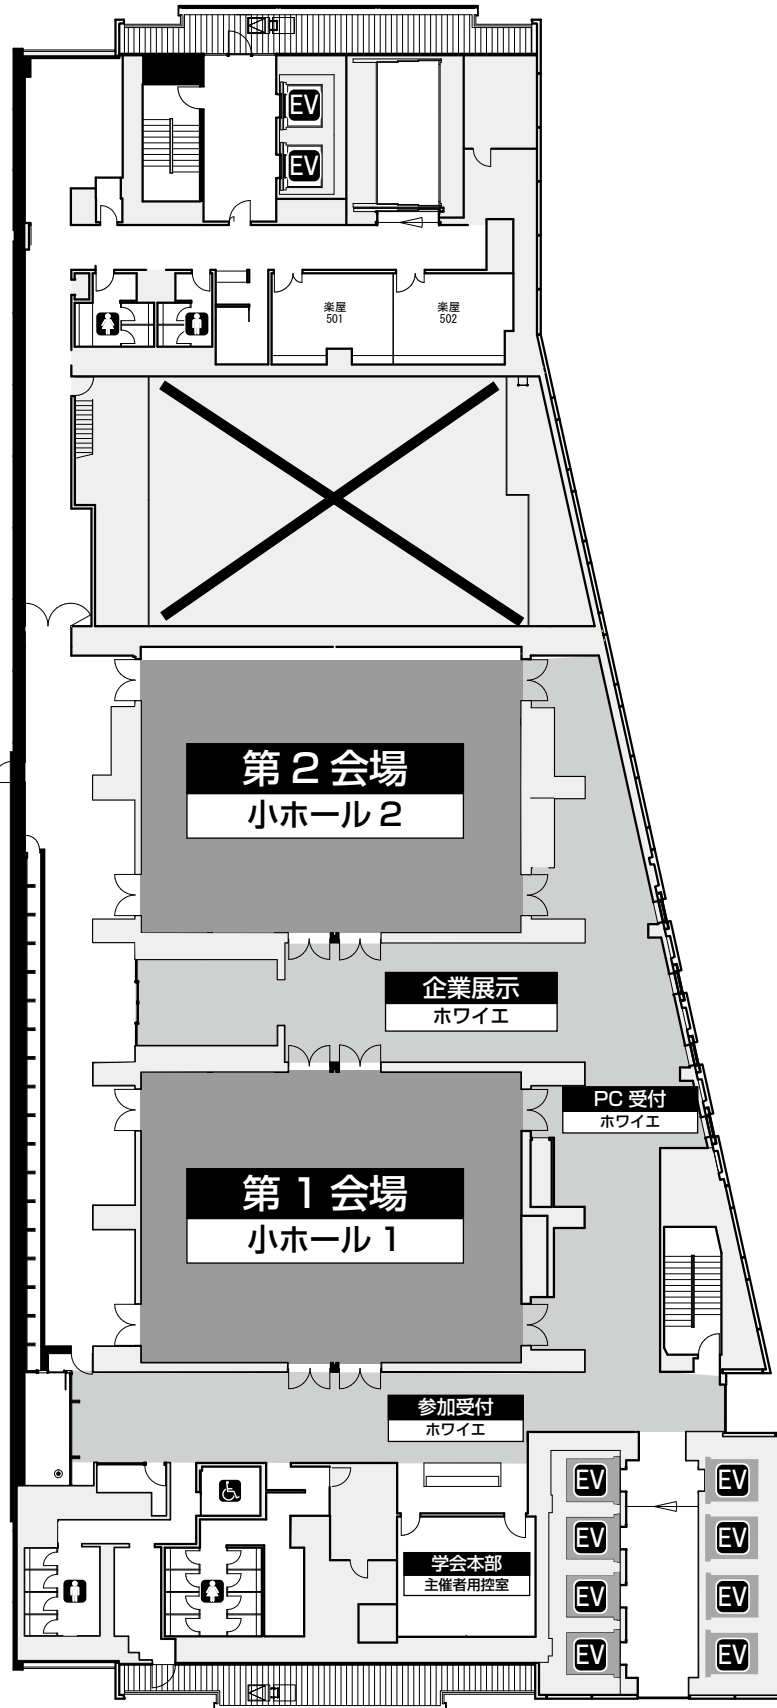 EV
EV
楽屋
501
楽屋
502
第2会場
小ホール2
企業展示
ホワイエ
PC 受付
ホワイエ
第1会場
小ホール1
参加受付
ホワイエ
EV EV
EV EV
学会本部
主催者用控室
EV EV
EV EV